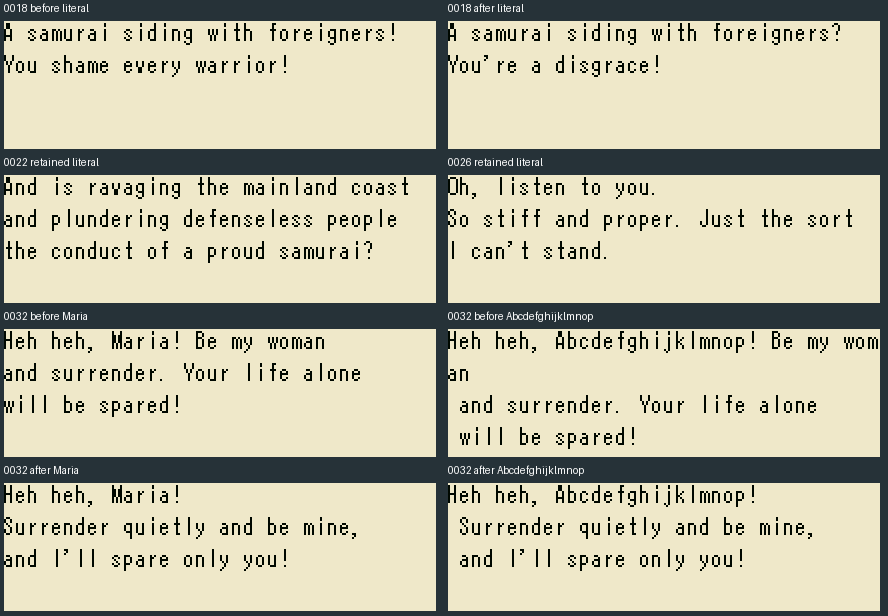 0018 before literal
A samurai siding with foreigners!
You shame every warrior!
0018 after literal
A samurai siding with foreigners?
You're a disgrace!
0022 retained literal
And is ravaging the mainland coast
and plundering defenseless people
the conduct of a proud samurai?
0026 retained literal
Oh, listen to you.
So stiff and proper. Just the sort
I can't stand.
0032 before Maria
Heh heh, Maria! Be my woman
and surrender. Your life alone
will be spared!
0032 before Abcdefghijklmnop
Heh heh, Abcdefghijklmnop! Be my wom
an
and surrender. Your life alone
will be spared!
0032 after Maria
Heh heh, Maria!
Surrender quietly and be mine,
and I'll spare only you!
0032 after Abcdefghijklmnop
Heh heh, Abcdefghijklmnop!
Surrender quietly and be mine,
and I'll spare only you!